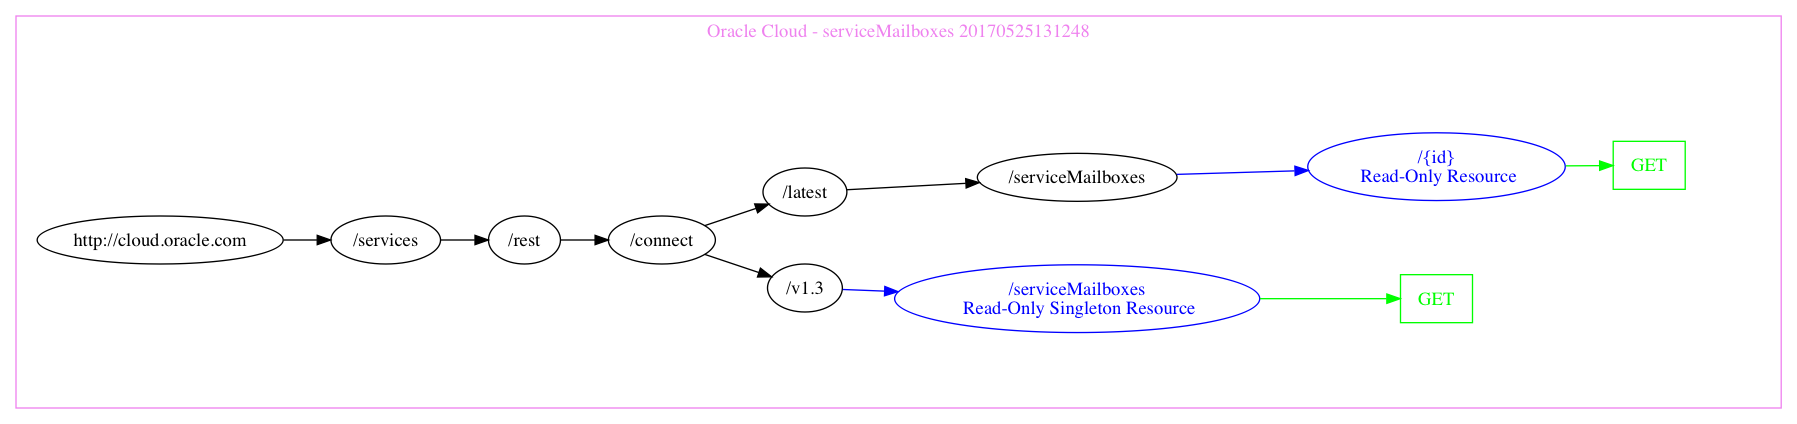 Oracle Cloud - serviceMailboxes 20170525131248
http://cloud.oracle.com
/services
/rest
/connect
/latest
/serviceMailboxes
/{id}
Read-Only Resource
GET
/v1.3
/serviceMailboxes
Read-Only Singleton Resource
GET